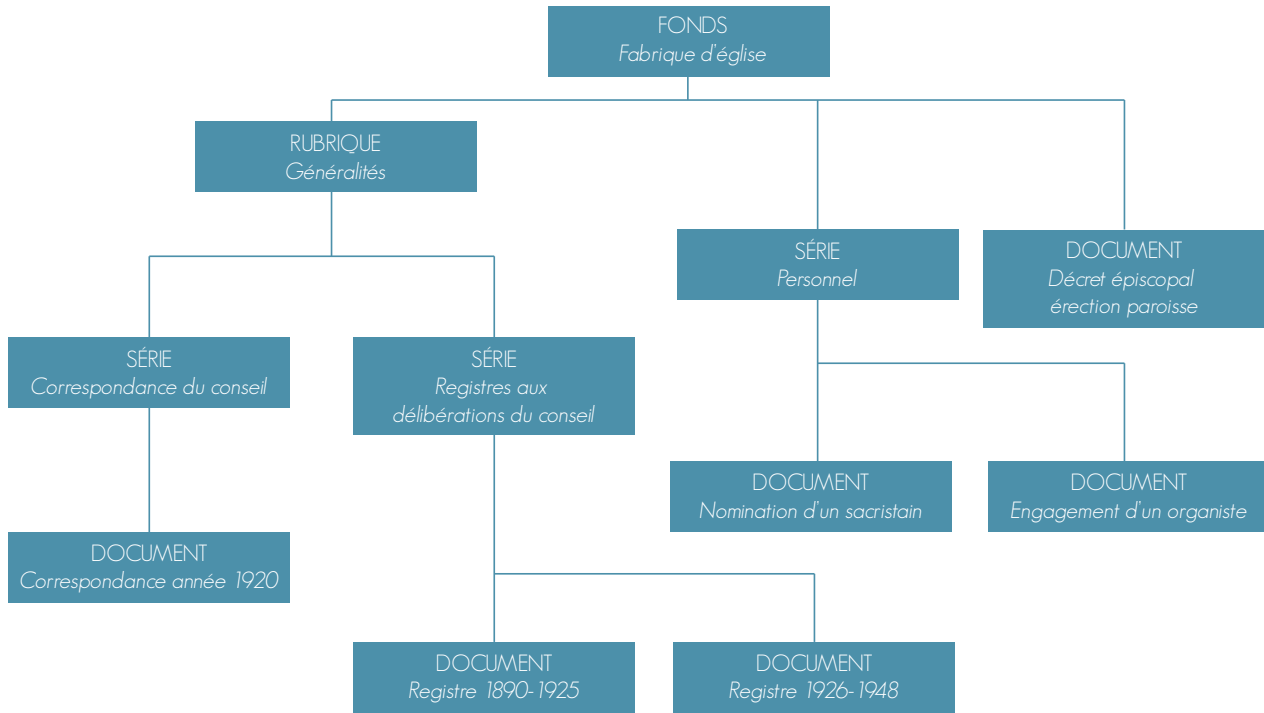 FONDS
Fabrique d'église
RUBRIQUE
Généralités
SÉRIE
Personnel
DOCUMENT
Décret épiscopal
érection paroisse
SÉRIE
Correspondance du conseil
SÉRIE
Registres aux
délibérations du conseil
DOCUMENT
Nomination d'un sacristain
DOCUMENT
Engagement d'un organiste
DOCUMENT
Correspondance année 1920
DOCUMENT
Registre 1890-1925
DOCUMENT
Registre 1926-1948